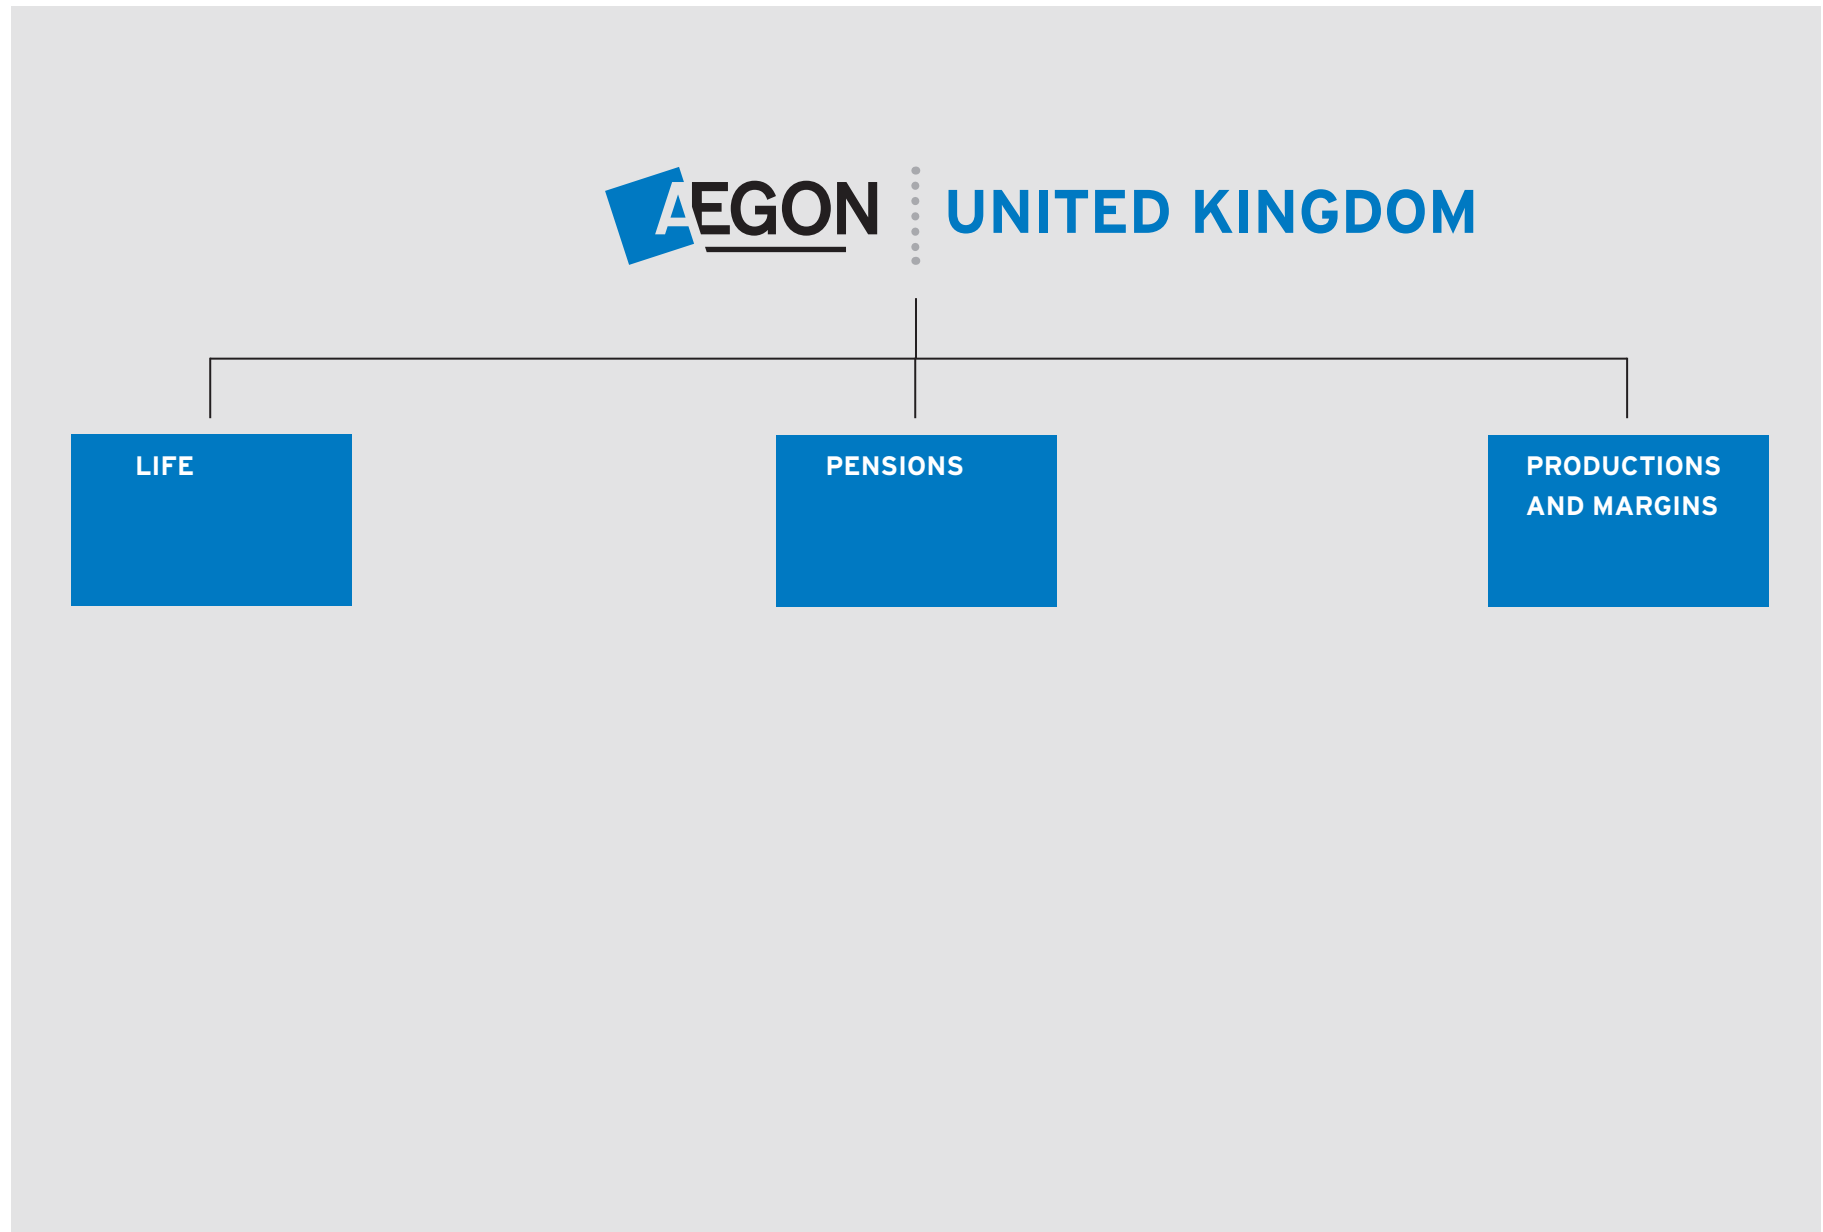 AEGON UNITED KINGDOM
LIFE
PENSIONS
PRODUCTIONS
AND MARGINS